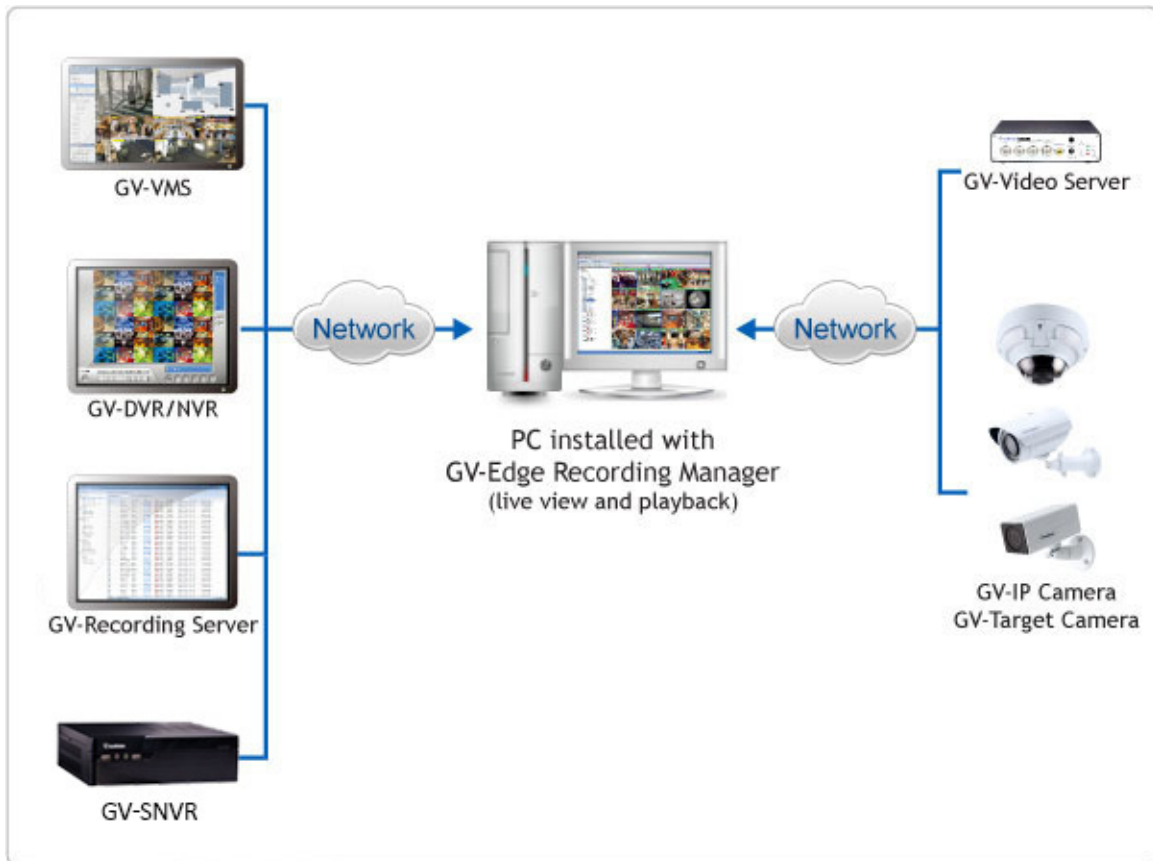 GV-VMS
GV-Video Server
Network
Network
GV-DVR/NVR
PC installed with
GV-Edge Recording Manager
(live view and playback)
GV-Recording Server
GV-IP Camera
GV-Target Camera
GV-SNVR